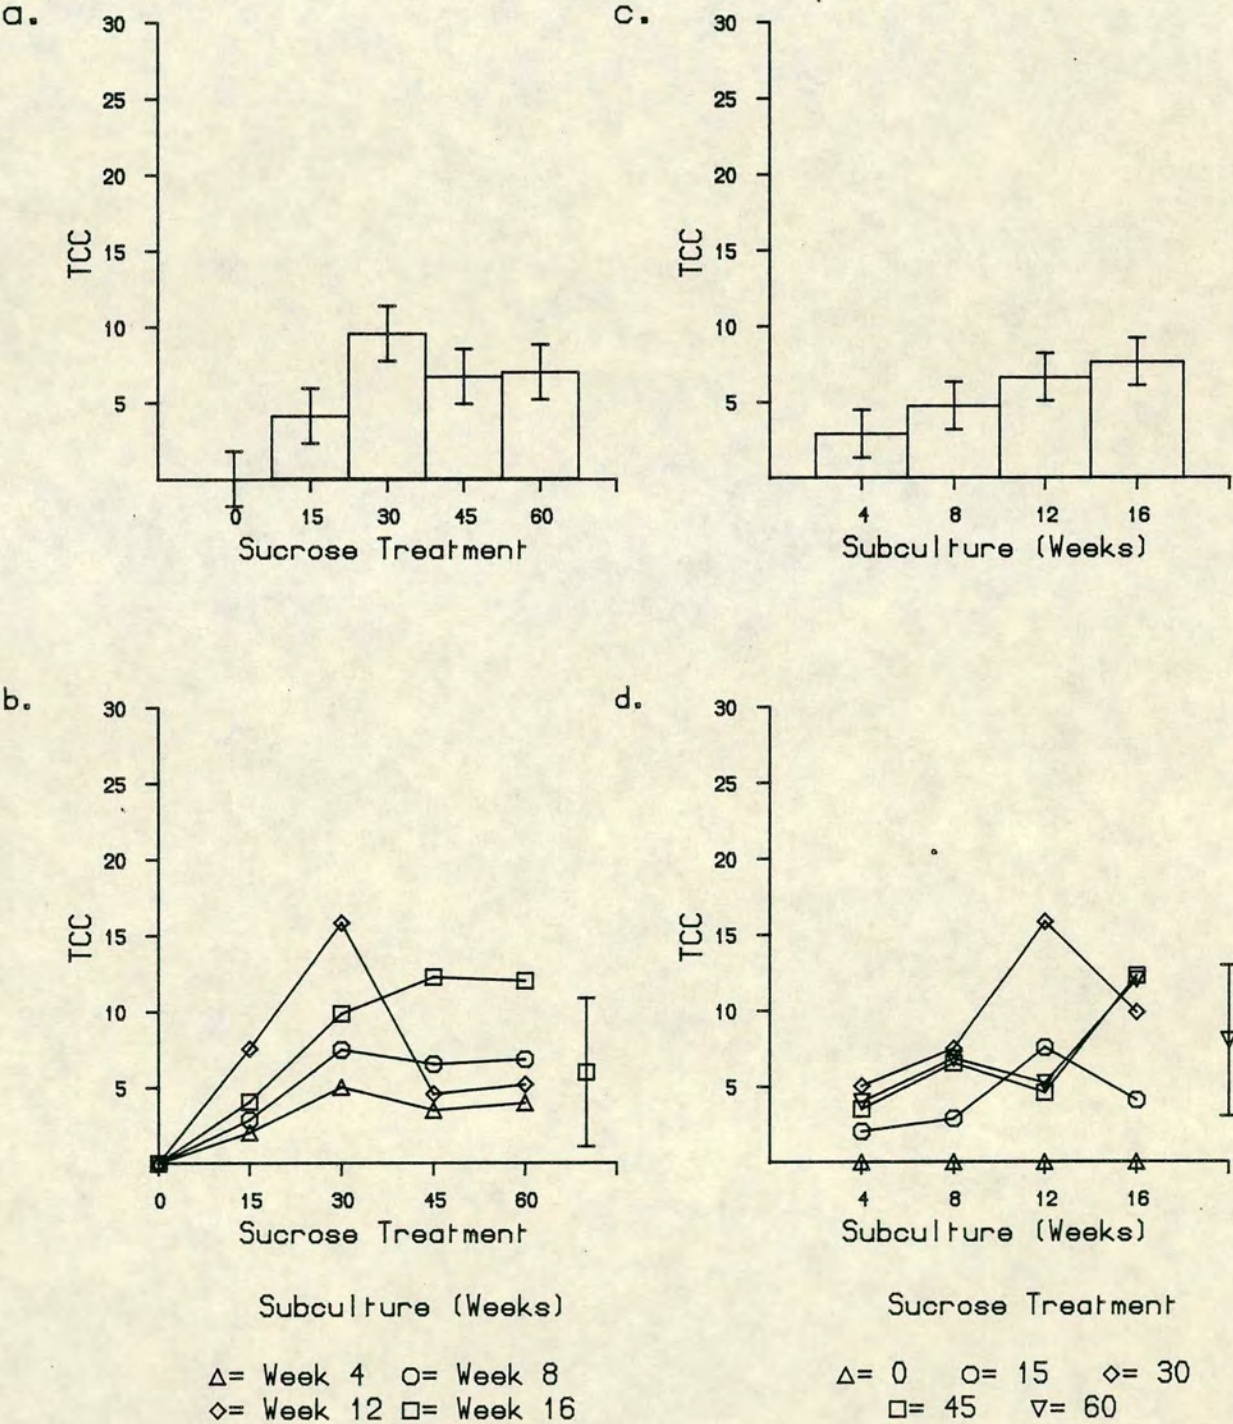 a.
30
25
20
15
10
5
TCC
0 15 30 45 60
Sucrose Treatment
c.
30
25
20
15
10
5
TCC
4 8 12 16
Subculture (Weeks)
b.
30
25
20
15
10
5
TCC
0 15 30 45 60
Sucrose Treatment
Subculture (Weeks)
△= Week 4 ○= Week 8
◇= Week 12 □= Week 16
d.
30
25
20
15
10
5
TCC
4 8 12 16
Subculture (Weeks)
Sucrose Treatment
△= 0 ○= 15 ◇= 30
□= 45 ▽= 60